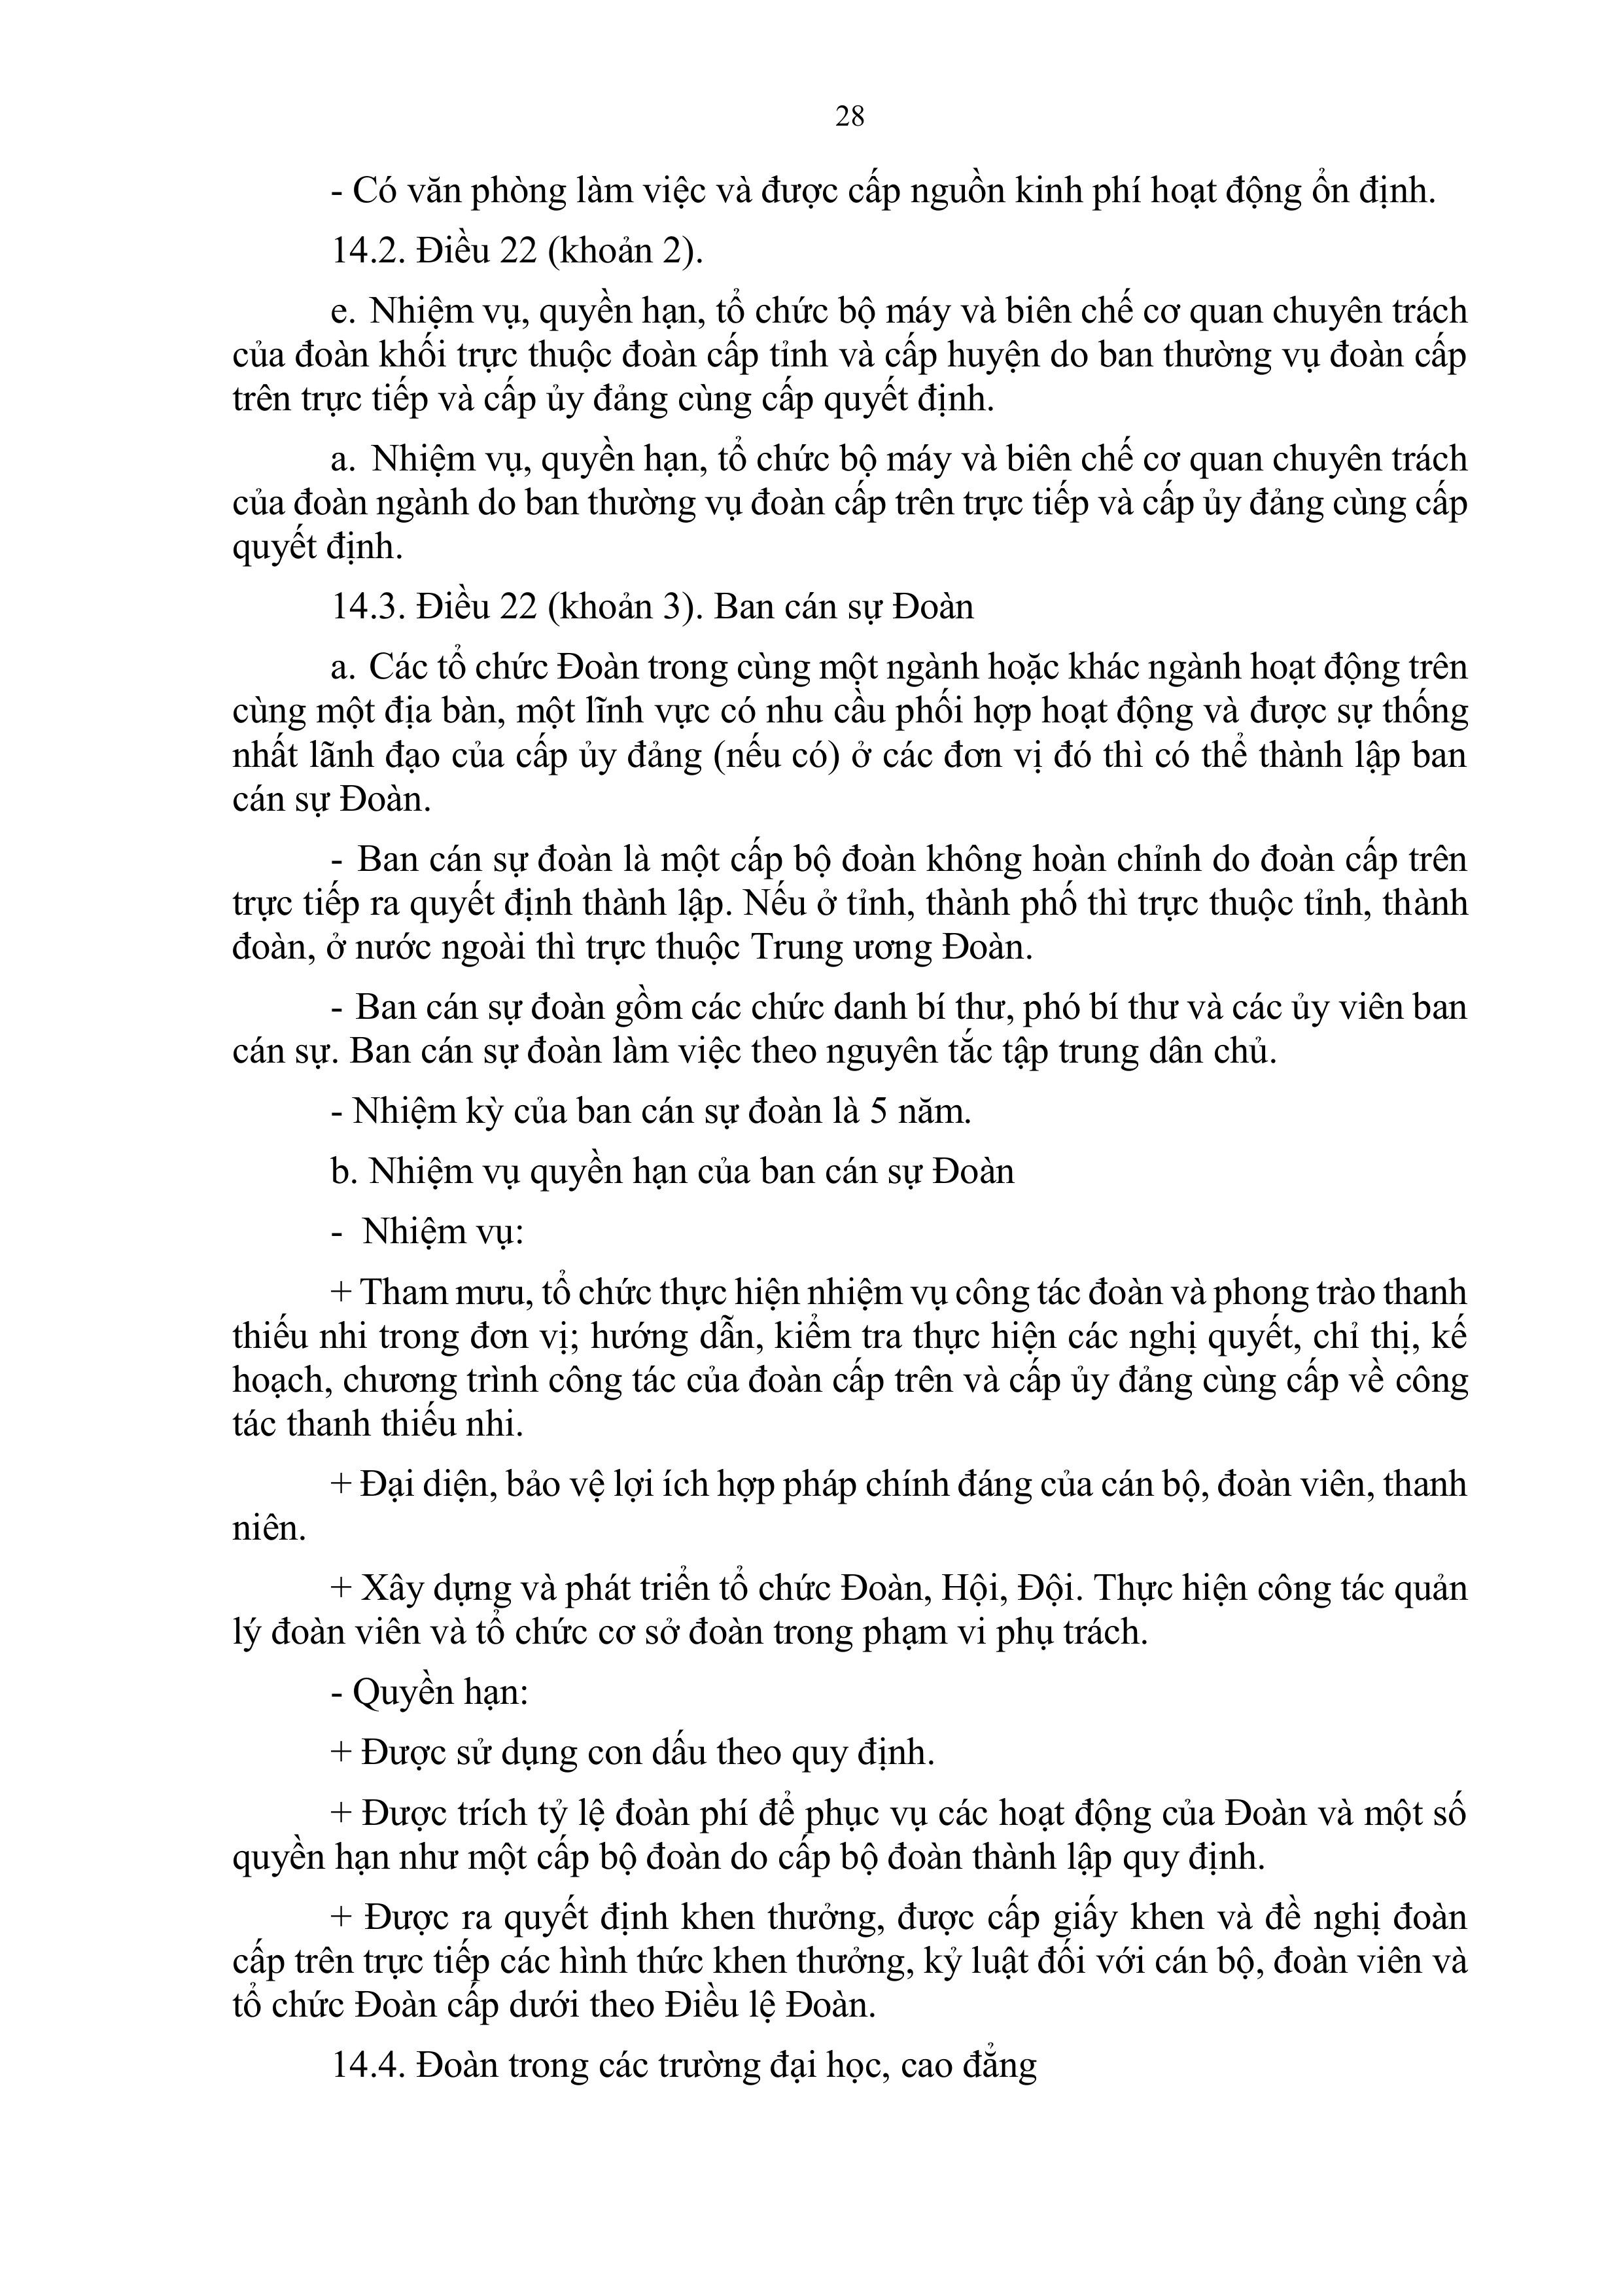 28
- Có văn phòng làm việc và được cấp nguồn kinh phí hoạt động ổn định.
14.2. Điều 22 (khoản 2).
e. Nhiệm vụ, quyền hạn, tổ chức bộ máy và biên chế cơ quan chuyên trách
của đoàn khối trực thuộc đoàn cấp tỉnh và cấp huyện do ban thường vụ đoàn cấp
trên trực tiếp và cấp ủy đảng cùng cấp quyết định.
a. Nhiệm vụ, quyền hạn, tổ chức bộ máy và biên chế cơ quan chuyên trách
của đoàn ngành do ban thường vụ đoàn cấp trên trực tiếp và cấp ủy đảng cùng cấp
quyết định.
14.3. Điều 22 (khoản 3). Ban cán sự Đoàn
a. Các tổ chức Đoàn trong cùng một ngành hoặc khác ngành hoạt động trên
cùng một địa bàn, một lĩnh vực có nhu cầu phối hợp hoạt động và được sự thống
nhất lãnh đạo của cấp ủy đảng (nếu có) ở các đơn vị đó thì có thể thành lập ban
cán sự Đoàn.
- Ban cán sự đoàn là một cấp bộ đoàn không hoàn chỉnh do đoàn cấp trên
trực tiếp ra quyết định thành lập. Nếu ở tỉnh, thành phố thì trực thuộc tỉnh, thành
đoàn, ở nước ngoài thì trực thuộc Trung ương Đoàn.
- Ban cán sự đoàn gồm các chức danh bí thư, phó bí thư và các ủy viên ban
cán sự. Ban cán sự đoàn làm việc theo nguyên tắc tập trung dân chủ.
- Nhiệm kỳ của ban cán sự đoàn là 5 năm.
b. Nhiệm vụ quyền hạn của ban cán sự Đoàn
- Nhiệm vụ:
+ Tham mưu, tổ chức thực hiện nhiệm vụ công tác đoàn và phong trào thanh
thiếu nhi trong đơn vị; hướng dẫn, kiểm tra thực hiện các nghị quyết, chỉ thị, kế
hoạch, chương trình công tác của đoàn cấp trên và cấp ủy đảng cùng cấp về công
tác thanh thiếu nhi.
+ Đại diện, bảo vệ lợi ích hợp pháp chính đáng của cán bộ, đoàn viên, thanh
niên.
+ Xây dựng và phát triển tổ chức Đoàn, Hội, Đội. Thực hiện công tác quản
lý đoàn viên và tổ chức cơ sở đoàn trong phạm vi phụ trách.
- Quyền hạn:
+ Được sử dụng con dấu theo quy định.
+ Được trích tỷ lệ đoàn phí để phục vụ các hoạt động của Đoàn và một số
quyền hạn như một cấp bộ đoàn do cấp bộ đoàn thành lập quy định.
+ Được ra quyết định khen thưởng, được cấp giấy khen và đề nghị đoàn
cấp trên trực tiếp các hình thức khen thưởng, kỷ luật đối với cán bộ, đoàn viên và
tổ chức Đoàn cấp dưới theo Điều lệ Đoàn.
14.4. Đoàn trong các trường đại học, cao đẳng